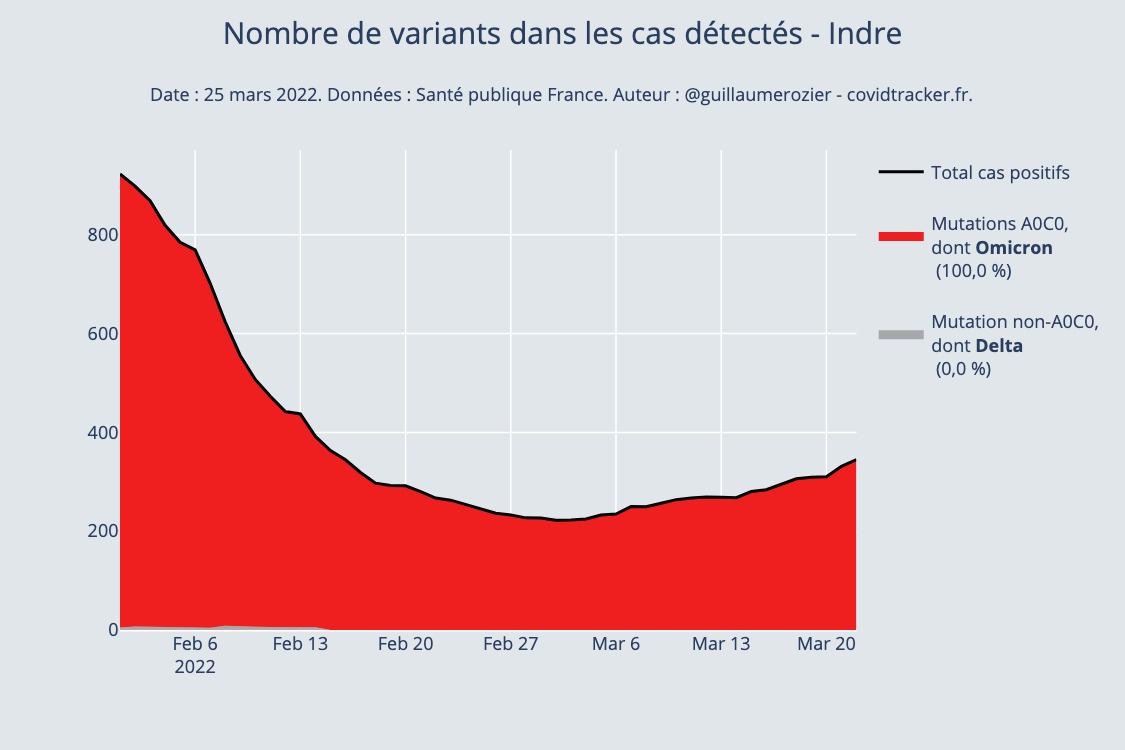 Nombre de variants dans les cas détectés - Indre
Date : 25 mars 2022. Données : Santé publique France. Auteur : @guillaumerozier - covidtracker.fr.
Total cas positifs
Mutations A0C0,
dont Omicron
(100,0 %)
Mutation non-A0C0,
dont Delta
(0,0 %)
800
600
400
200
0
Feb 6
2022
Feb 13
Feb 20
Feb 27
Mar 6
Mar 13
Mar 20